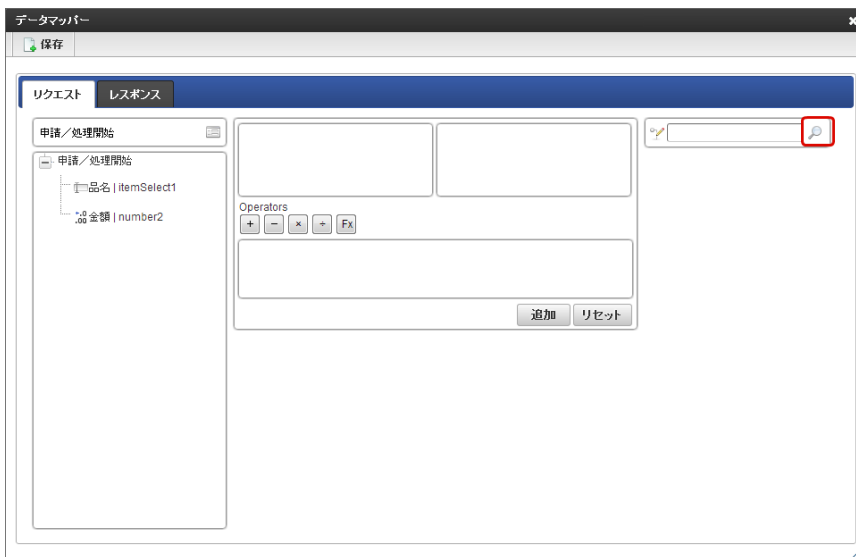 データマッパー
保存
リクエスト
レスポンス
申請／処理開始
申請／処理開始
品名 | itemSelect1
金額 | number2
Operators
+ − × ÷ Fx
追加
リセット